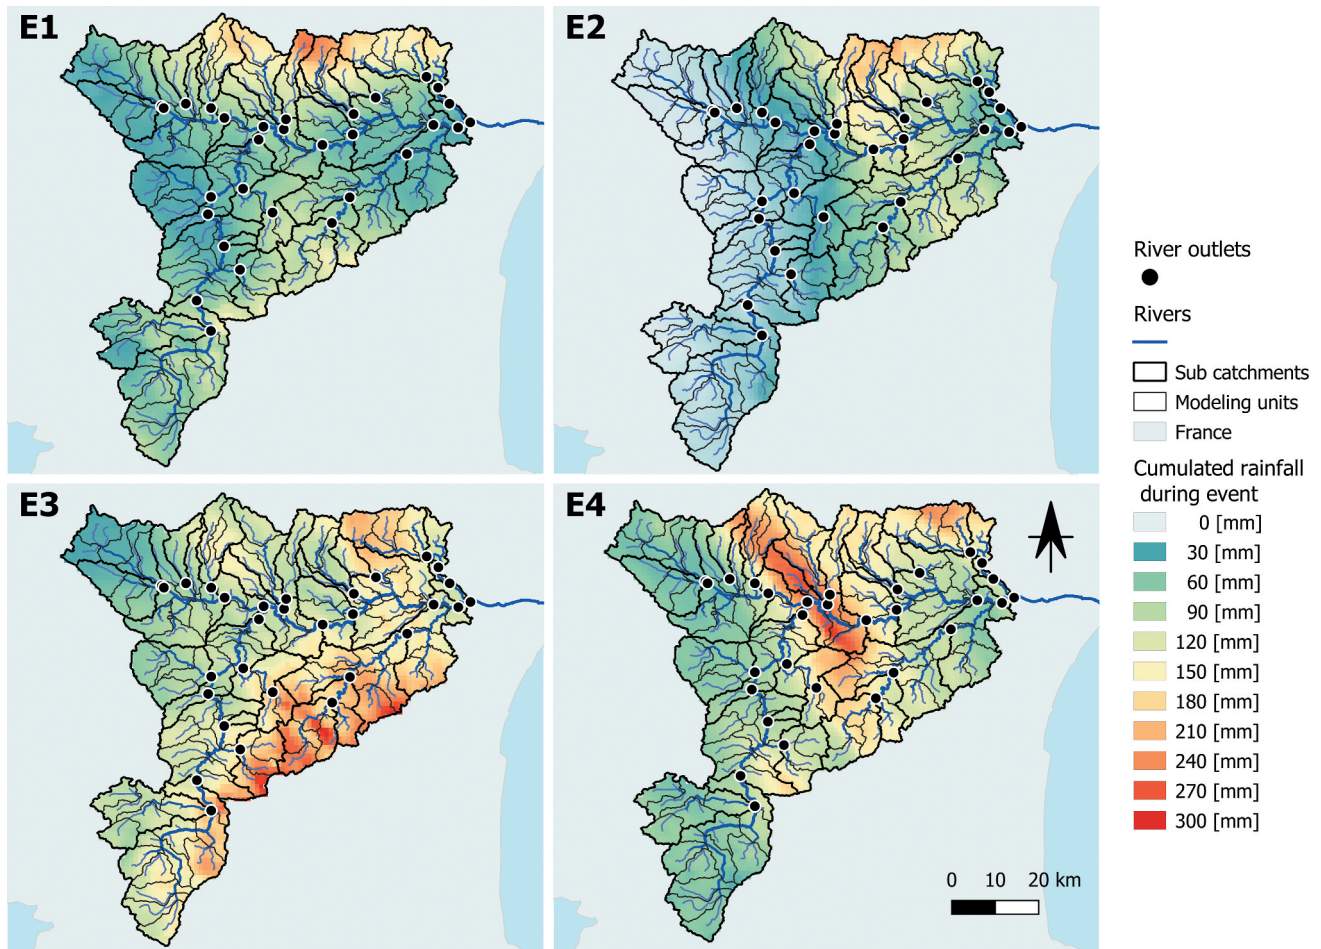 E1
E2
E3
E4
0 10 20 km
River outlets
Rivers
Sub catchments
Modeling units
France
Cumulated rainfall
during event
0 [mm]
30 [mm]
60 [mm]
90 [mm]
120 [mm]
150 [mm]
180 [mm]
210 [mm]
240 [mm]
270 [mm]
300 [mm]